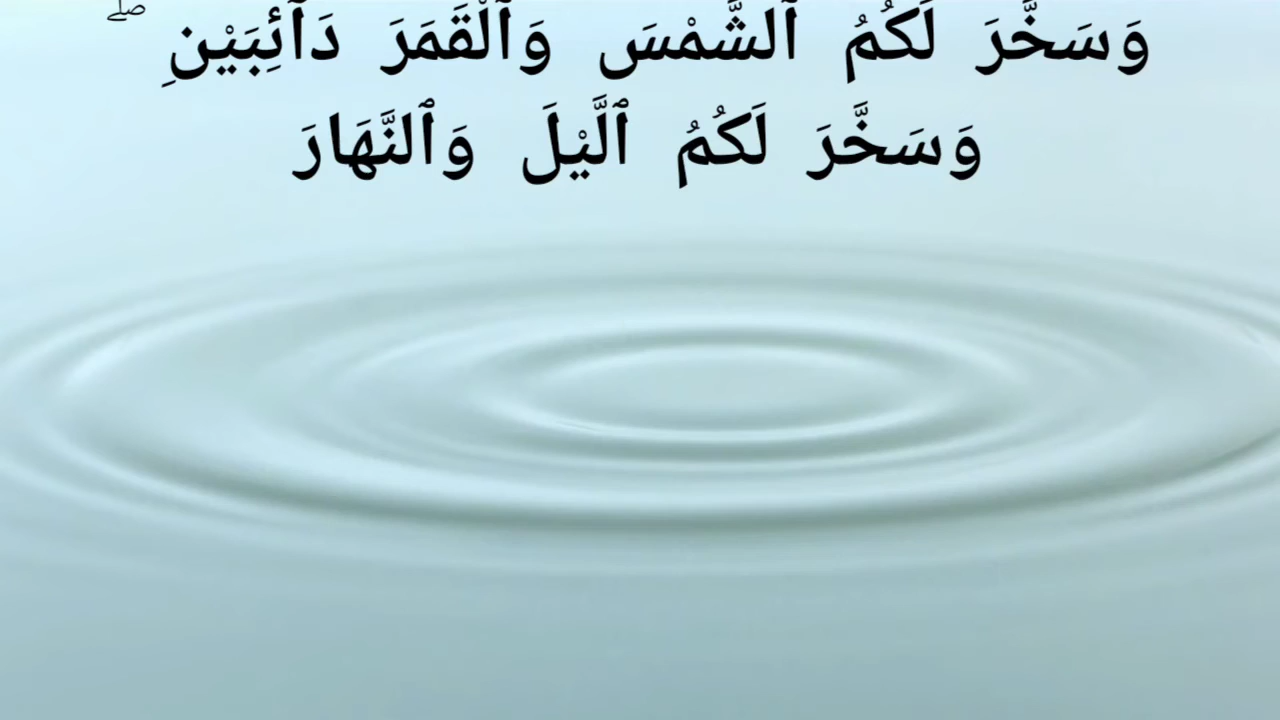 وَسَخَّرَ لَكُمُ ٱلشَّمْسَ وَٱلْقَمَرَ دَآئِبَيْنِ ۖ
وَسَخَّرَ لَكُمُ ٱلَّيْلَ وَٱلنَّهَارَ